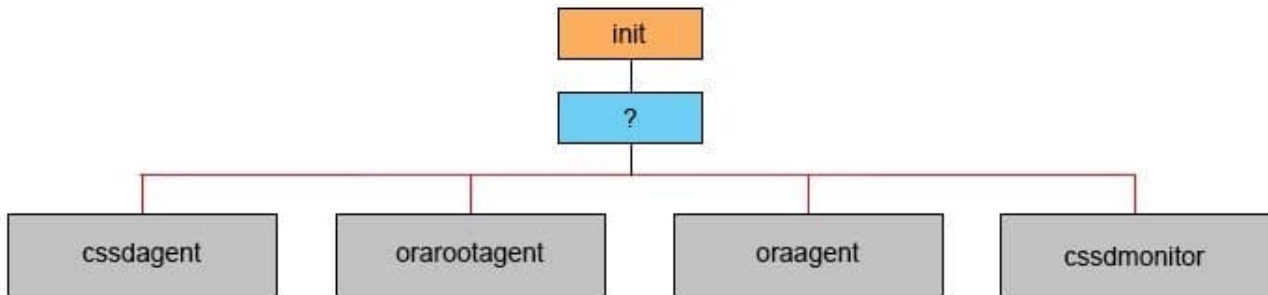 init
?
cssdagent
orarootagent
oraagent
cssdmonitor